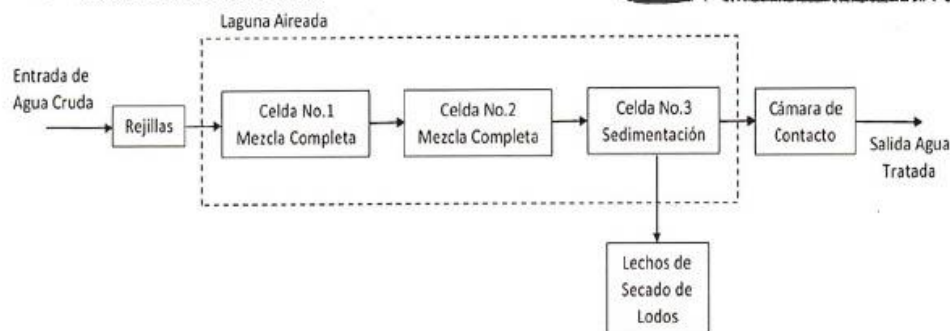 Laguna Aireada
Entrada de
Agua Cruda
Rejillas
Celda No.1
Mezcla Completa
Celda No.2
Mezcla Completa
Celda No.3
Sedimentación
Cámara de
Contacto
Salida Agua
Tratada
Lechos de
Secado de
Lodos